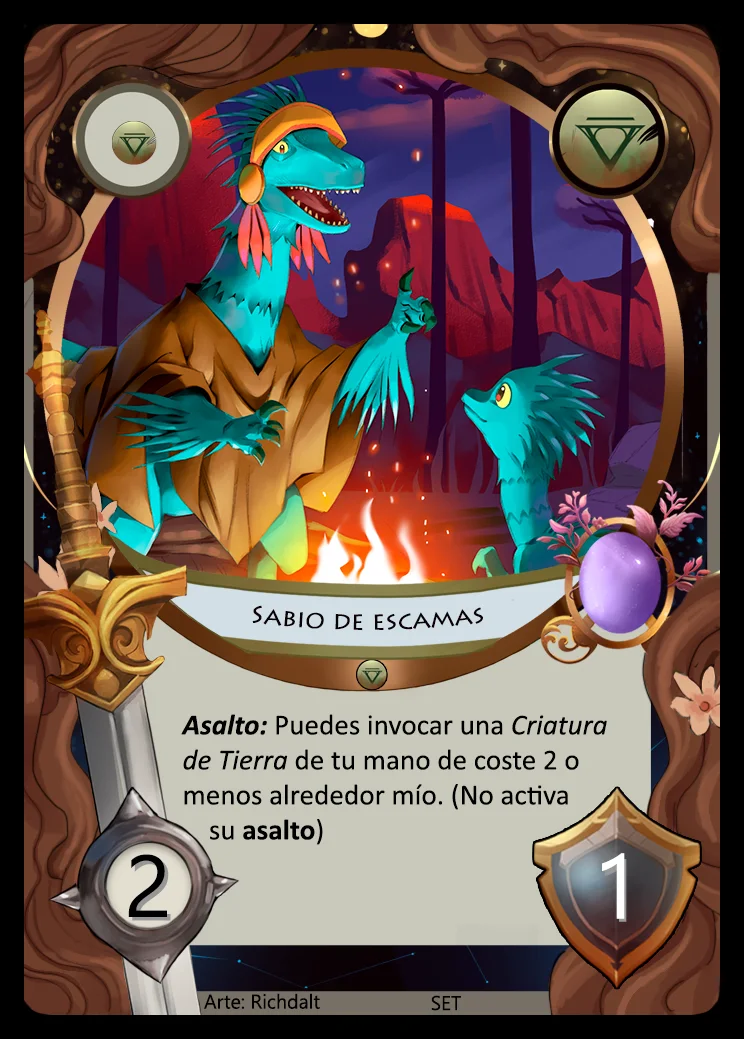 SABIO DE ESCAMAS
Asalto: Puedes invocar una Criatura
de Tierra de tu mano de coste 2 o
menos alrededor mío. (No activa
su asalto)
2
1
Arte: Richdalt SET